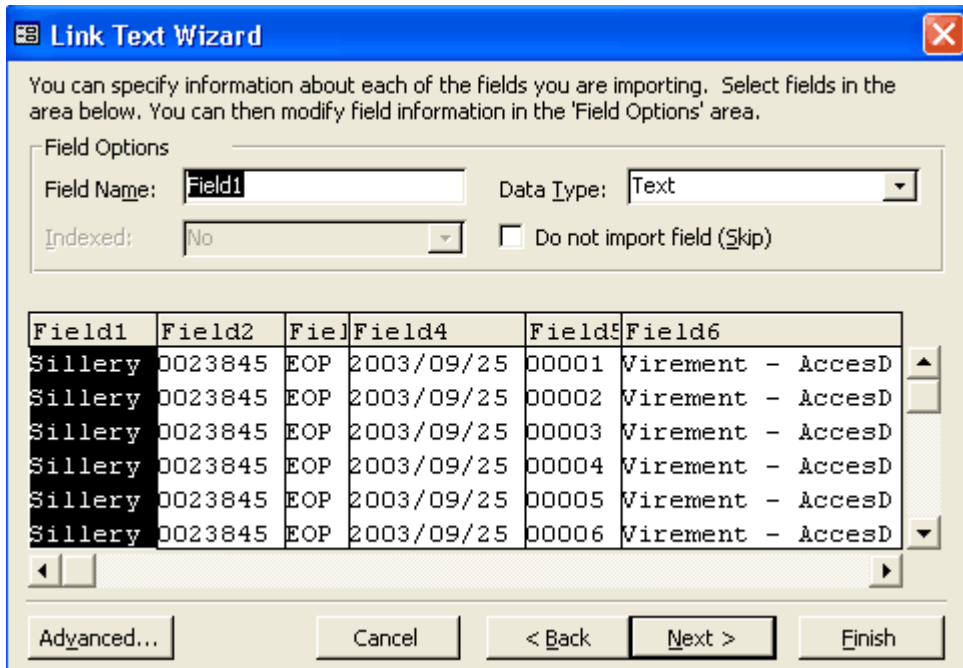 Link Text Wizard
You can specify information about each of the fields you are importing. Select fields in the
area below. You can then modify field information in the 'Field Options' area.
Field Options
Field Name: Field1 Data Type: Text
Indexed: No Do not import field (Skip)
Field1 Field2 Fiel Field4 Field5 Field6
Sillery 0023845 EOP 2003/09/25 00001 Virement - AccesD
Sillery 0023845 EOP 2003/09/25 00002 Virement - AccesD
Sillery 0023845 EOP 2003/09/25 00003 Virement - AccesD
Sillery 0023845 EOP 2003/09/25 00004 Virement - AccesD
Sillery 0023845 EOP 2003/09/25 00005 Virement - AccesD
Sillery 0023845 EOP 2003/09/25 00006 Virement - AccesD
Advanced... Cancel < Back Next > Finish